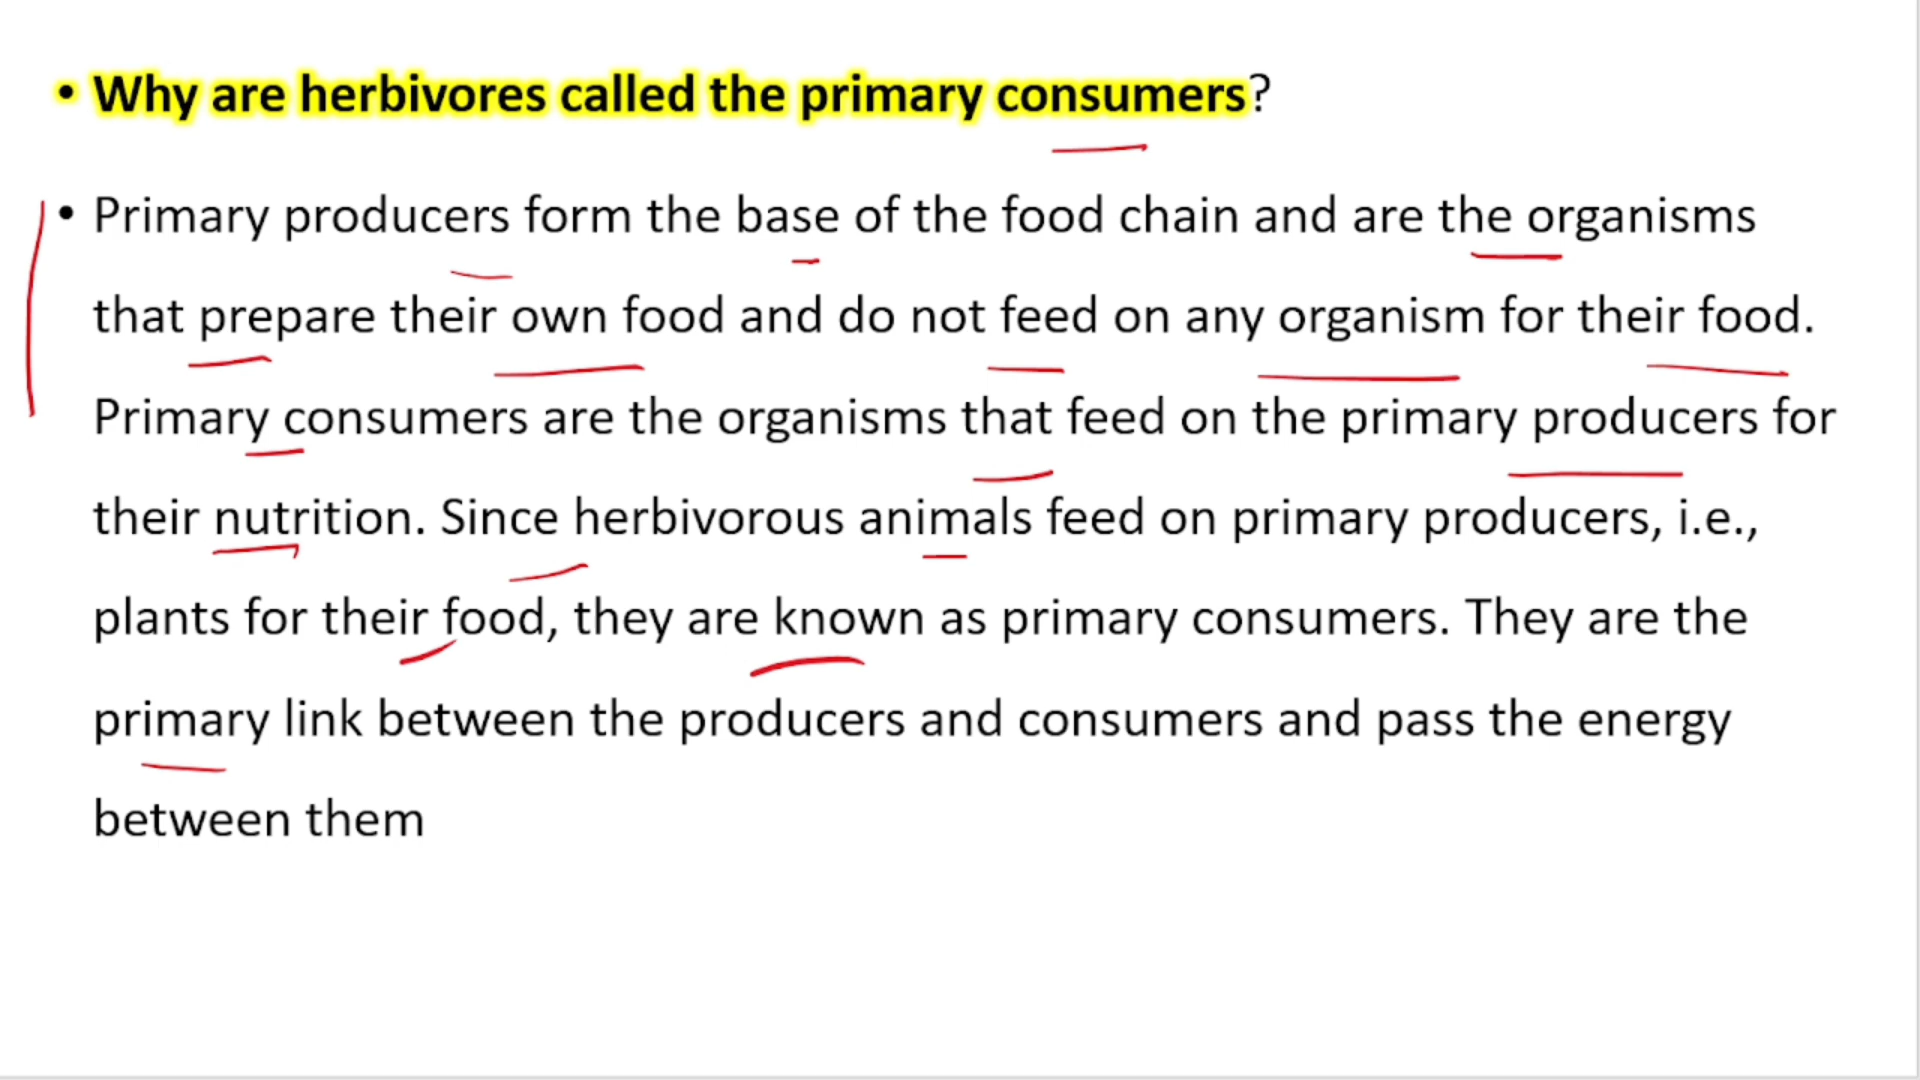 • Why are herbivores called the primary consumers?
• Primary producers form the base of the food chain and are the organisms
that prepare their own food and do not feed on any organism for their food.
Primary consumers are the organisms that feed on the primary producers for
their nutrition. Since herbivorous animals feed on primary producers, i.e.,
plants for their food, they are known as primary consumers. They are the
primary link between the producers and consumers and pass the energy
between them